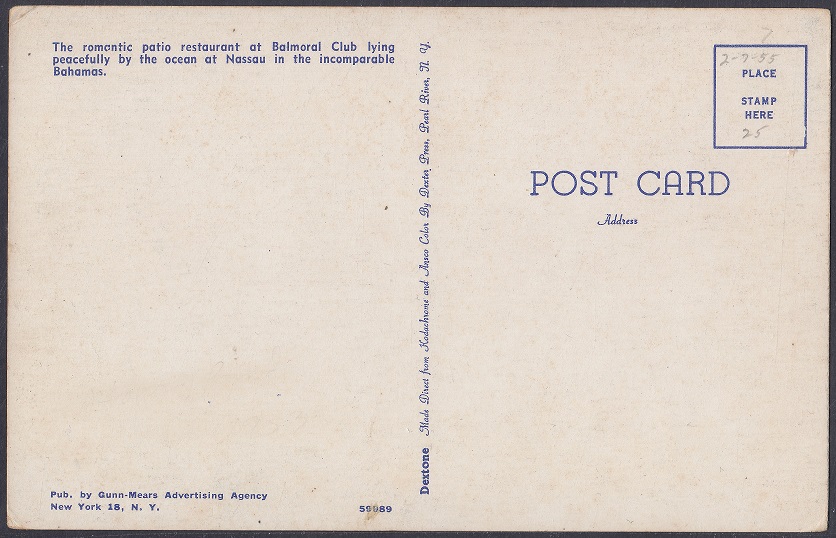 The romantic patio restaurant at Balmoral Club lying
peacefully by the ocean at Nassau in the incomparable
Bahamas.
Pub. by Gunn-Mears Advertising Agency
New York 18, N. Y.
59989
Dextone Made Direct from Kodachrome and Ansco Color By Dexter Press, Pearl River, N. Y.
POST CARD
Address
2-7-55
PLACE
STAMP
HERE
25